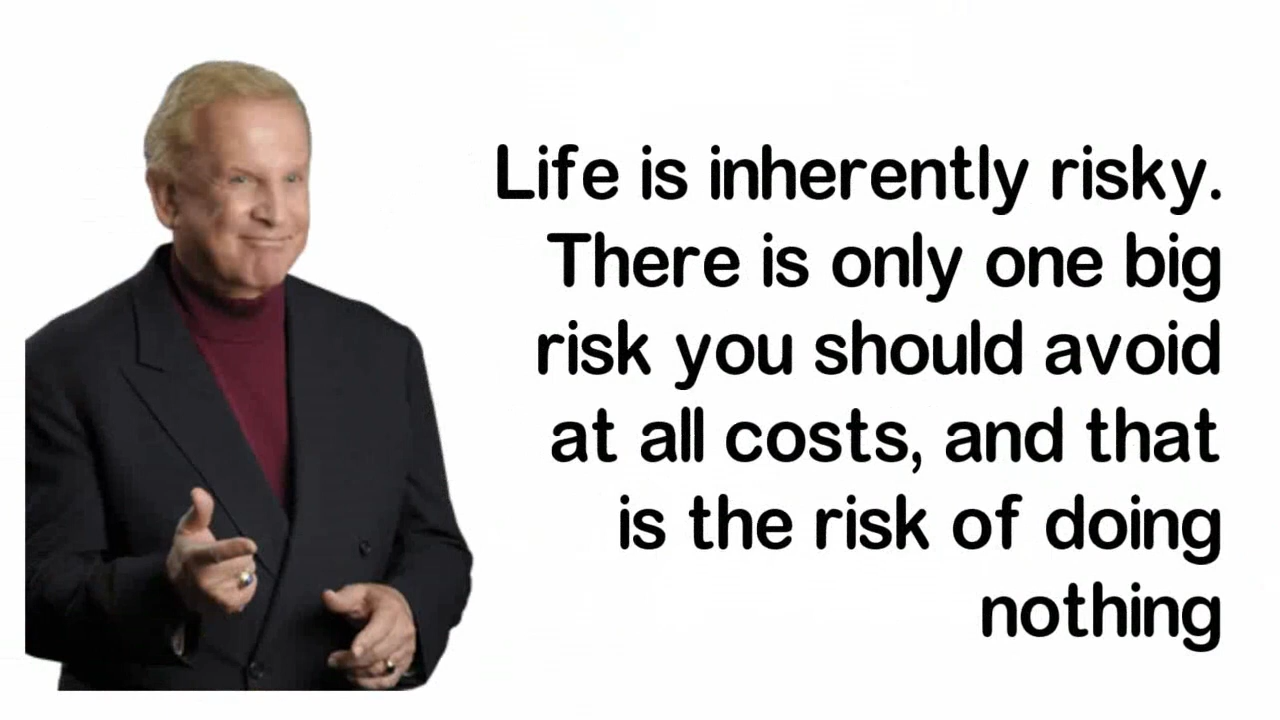 Life is inherently risky.
There is only one big
risk you should avoid
at all costs, and that
is the risk of doing
nothing